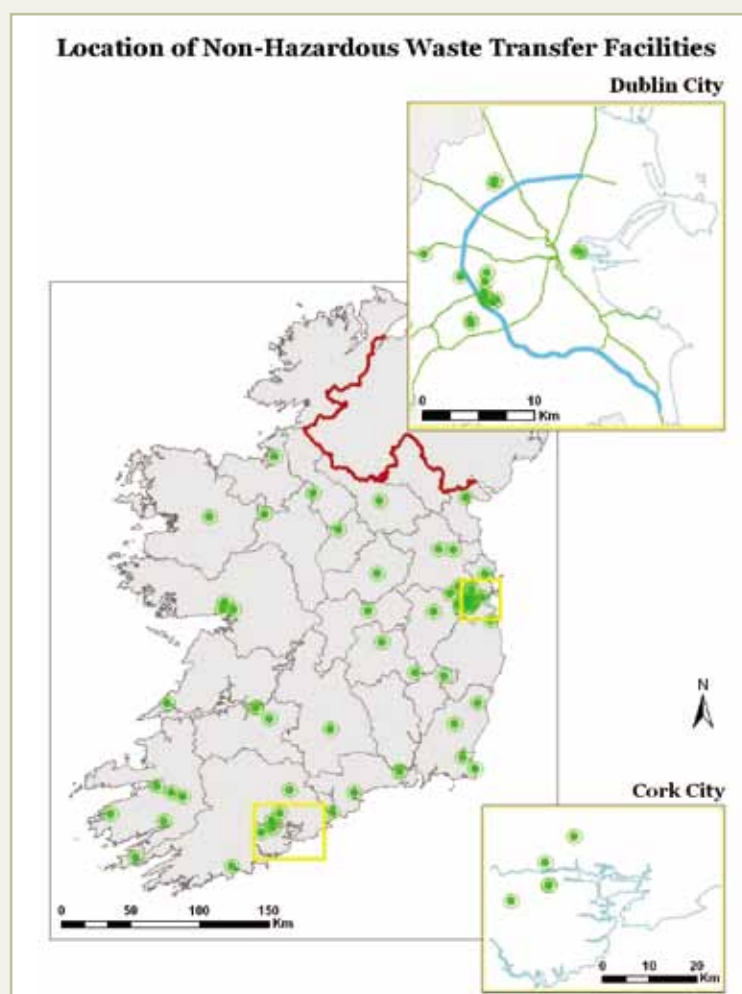 Location of Non-Hazardous Waste Transfer Facilities
Dublin City
0 10
Km
N
Cork City
0 50 100 150
Km
0 10 20
Km